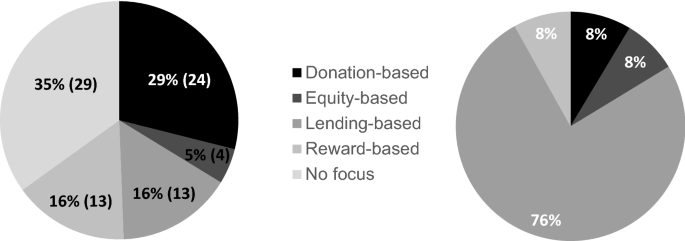 35% (29)
29% (24)
5% (4)
16% (13)
16% (13)
Donation-based
Equity-based
Lending-based
Reward-based
No focus
8%
8%
8%
76%